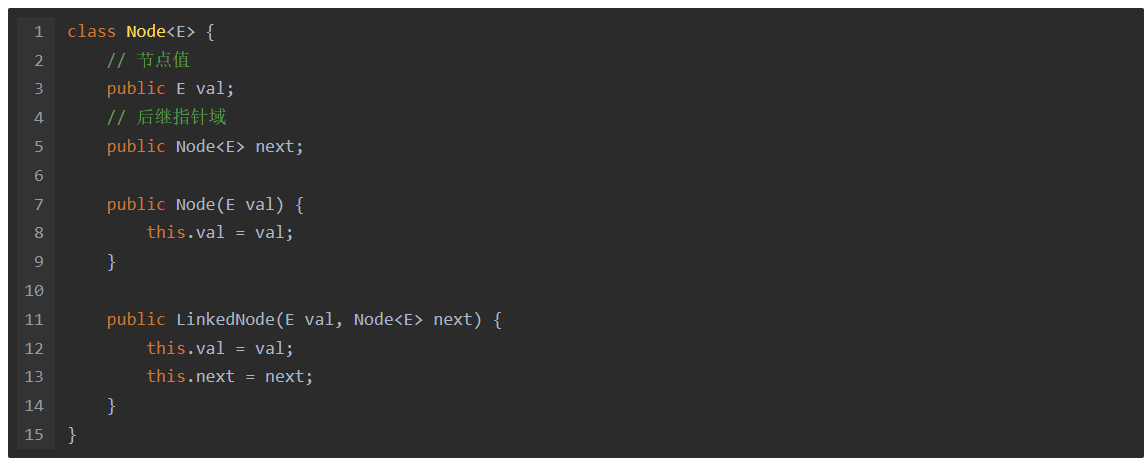 1 class Node<E> {
2     // 节点值
3     public E val;
4     // 后继指针域
5     public Node<E> next;
6
7     public Node(E val) {
8         this.val = val;
9     }
10
11     public LinkedNode(E val, Node<E> next) {
12         this.val = val;
13         this.next = next;
14     }
15 }